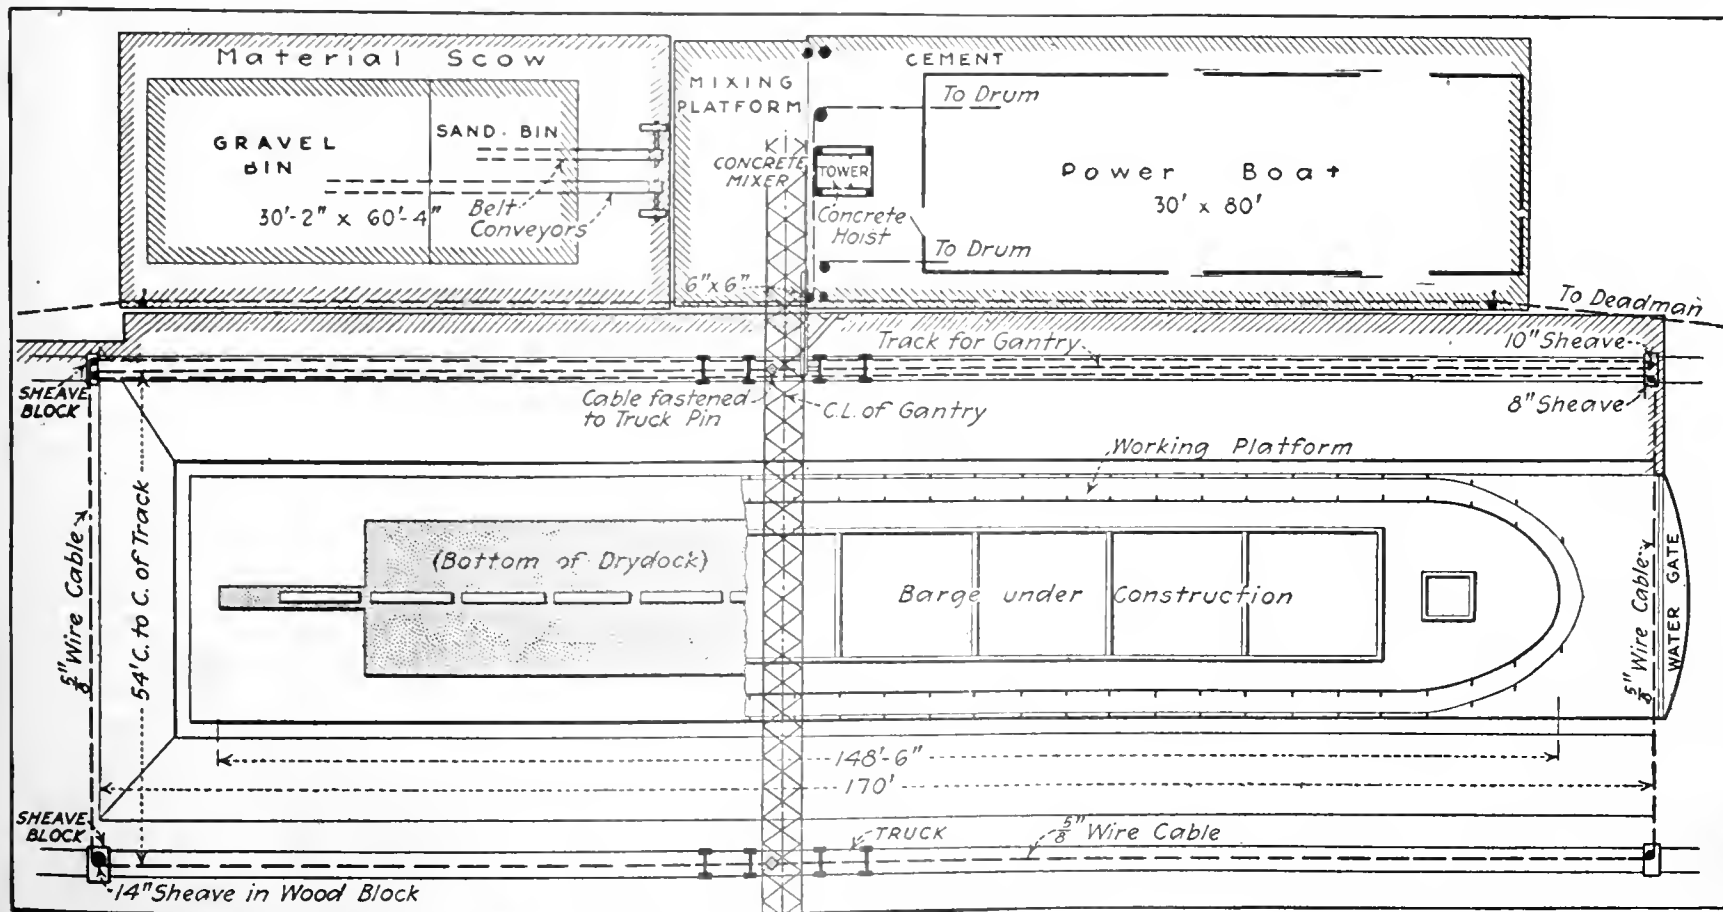 Material Scow
CEMENT
MIXING
PLATFORM
To Drum
GRAVEL
BIN
SAND-BIN
CONCRETE
MIXER
TOWER
Power Boat
30' x 80'
30'-2" x 60'-4"
Belt
Conveyors
Concrete
Hoist
To Drum
6"x6"
To Deadman
Track for Gantry
10" Sheave
SHEAVE
BLOCK
Cable fastened
to Truck Pin
C.L. of Gantry
8" Sheave
Working Platform
5/8" Wire Cable
54' C. to C. of Track
(Bottom of Drydock)
Barge under Construction
5/8" Wire Cable
WATER GATE
148'-6"
170'
SHEAVE
BLOCK
TRUCK
5/8" Wire Cable
14" Sheave in Wood Block